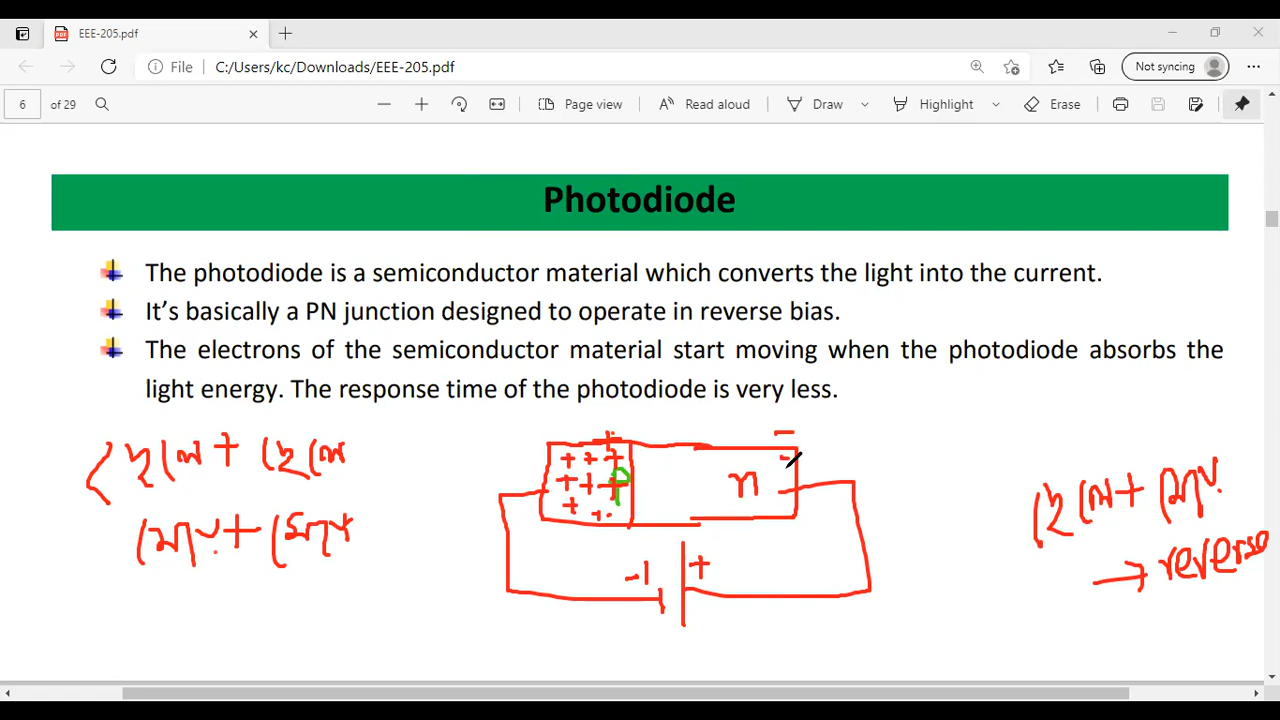 EEE-205.pdf
File C:/Users/kc/Downloads/EEE-205.pdf Not syncing
6 of 29 Page view Read aloud Draw Highlight Erase
Photodiode
The photodiode is a semiconductor material which converts the light into the current.
It's basically a PN junction designed to operate in reverse bias.
The electrons of the semiconductor material start moving when the photodiode absorbs the
light energy. The response time of the photodiode is very less.
+ + + +
+ + + P n - -
+ +
- +
→ reverse